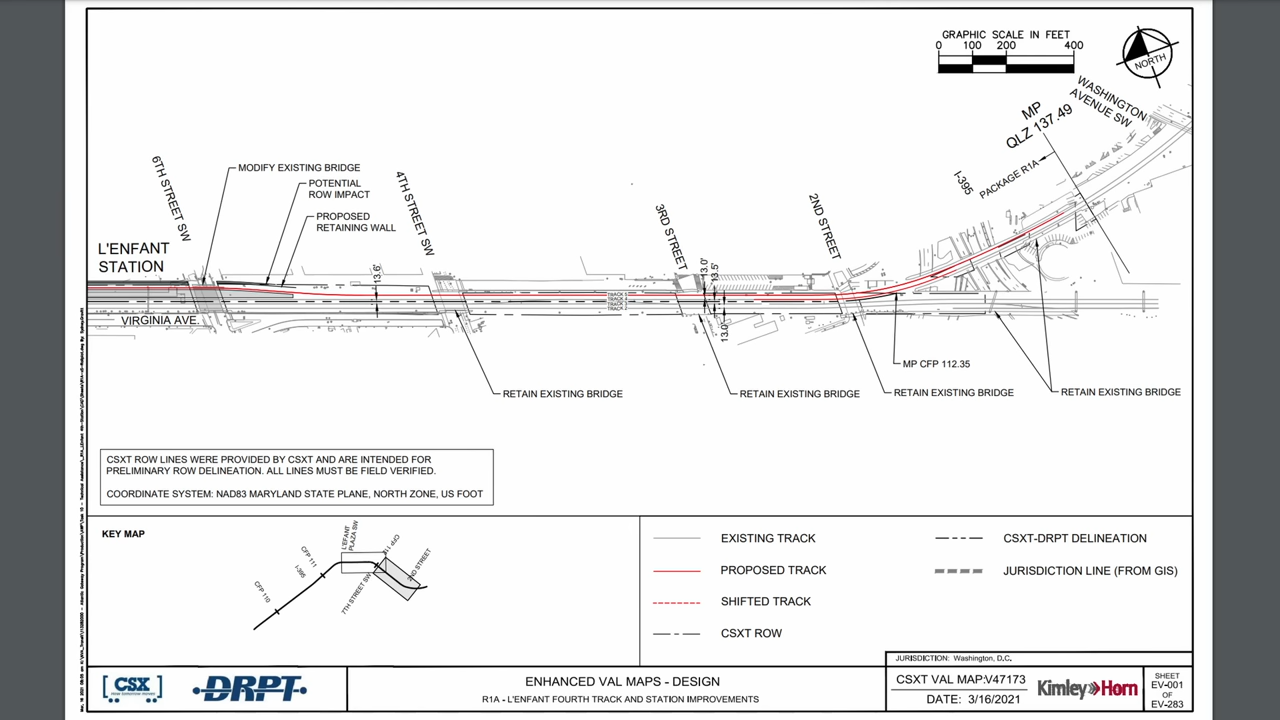 GRAPHIC SCALE IN FEET
0 100 200 400
NORTH
WASHINGTON
AVENUE SW
MP
QLZ 137.49
PACKAGE R1A
I-395
6TH STREET SW
MODIFY EXISTING BRIDGE
POTENTIAL
ROW IMPACT
PROPOSED
RETAINING WALL
4TH STREET SW
3RD STREET
2ND STREET
L'ENFANT
STATION
VIRGINIA AVE.
13.6'
13.0'
13.5'
13.0'
MP CFP 112.35
RETAIN EXISTING BRIDGE
RETAIN EXISTING BRIDGE
RETAIN EXISTING BRIDGE
RETAIN EXISTING BRIDGE
CSXT ROW LINES WERE PROVIDED BY CSXT AND ARE INTENDED FOR
PRELIMINARY ROW DELINEATION. ALL LINES MUST BE FIELD VERIFIED.
COORDINATE SYSTEM: NAD83 MARYLAND STATE PLANE, NORTH ZONE, US FOOT
KEY MAP
CFP 110
I-395
CFP 111
L'EFANT
PLAZA SW
7TH STREET SW
CFP 112
2ND STREET
EXISTING TRACK
PROPOSED TRACK
SHIFTED TRACK
CSXT ROW
CSXT-DRPT DELINEATION
JURISDICTION LINE (FROM GIS)
CSX
How tomorrow moves
DRPT
ENHANCED VAL MAPS - DESIGN
R1A - L'ENFANT FOURTH TRACK AND STATION IMPROVEMENTS
JURISDICTION: Washington, D.C.
CSXT VAL MAP:V47173
DATE: 3/16/2021
Kimley»Horn
SHEET
EV-001
OF
EV-283